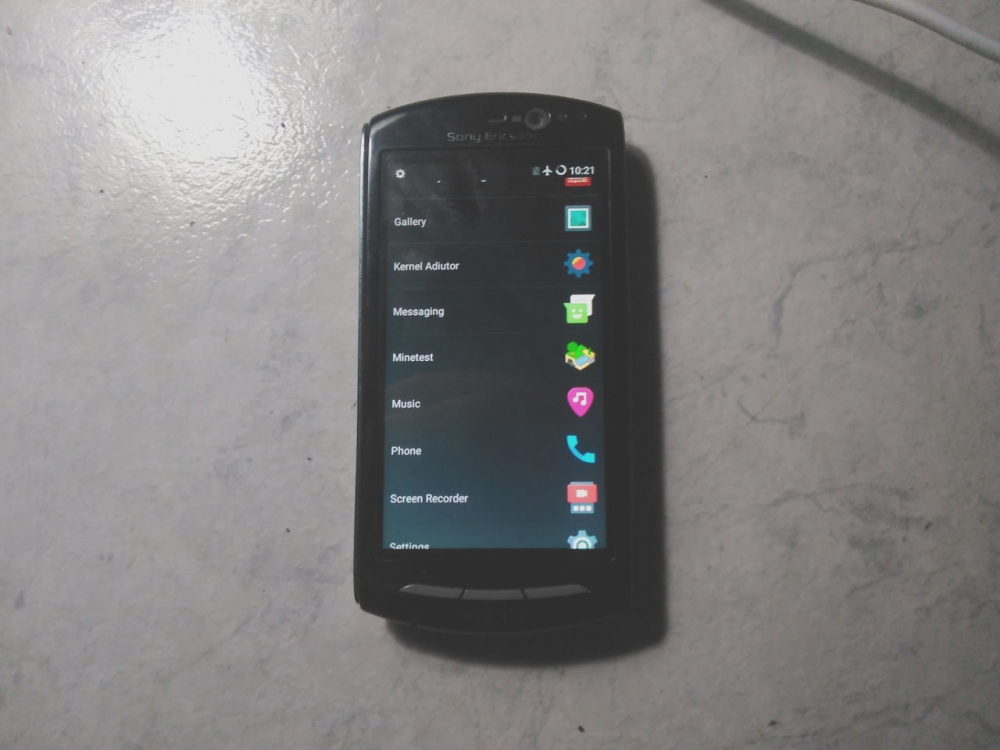 Sony Ericsson
10:21
Gallery
Kernel Adiutor
Messaging
Minetest
Music
Phone
Screen Recorder
Settings